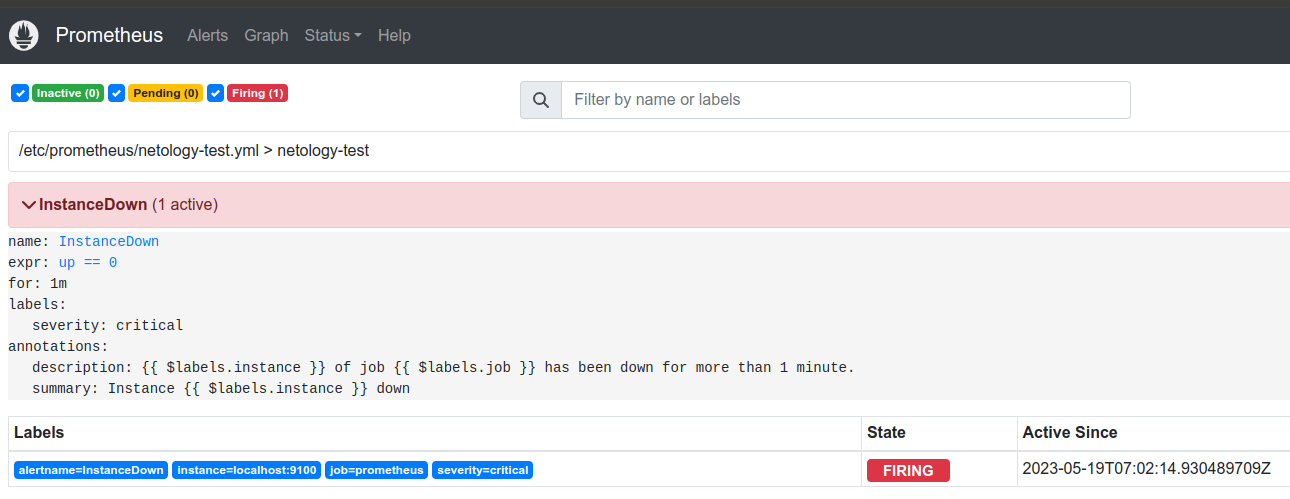 Prometheus Alerts Graph Status Help
Inactive (0) Pending (0) Firing (1) Filter by name or labels
/etc/prometheus/netology-test.yml > netology-test
InstanceDown (1 active)
name: InstanceDown
expr: up == 0
for: 1m
labels:
severity: critical
annotations:
description: {{ $labels.instance }} of job {{ $labels.job }} has been down for more than 1 minute.
summary: Instance {{ $labels.instance }} down
Labels State Active Since
alertname=InstanceDown instance=localhost:9100 job=prometheus severity=critical FIRING 2023-05-19T07:02:14.930489709Z